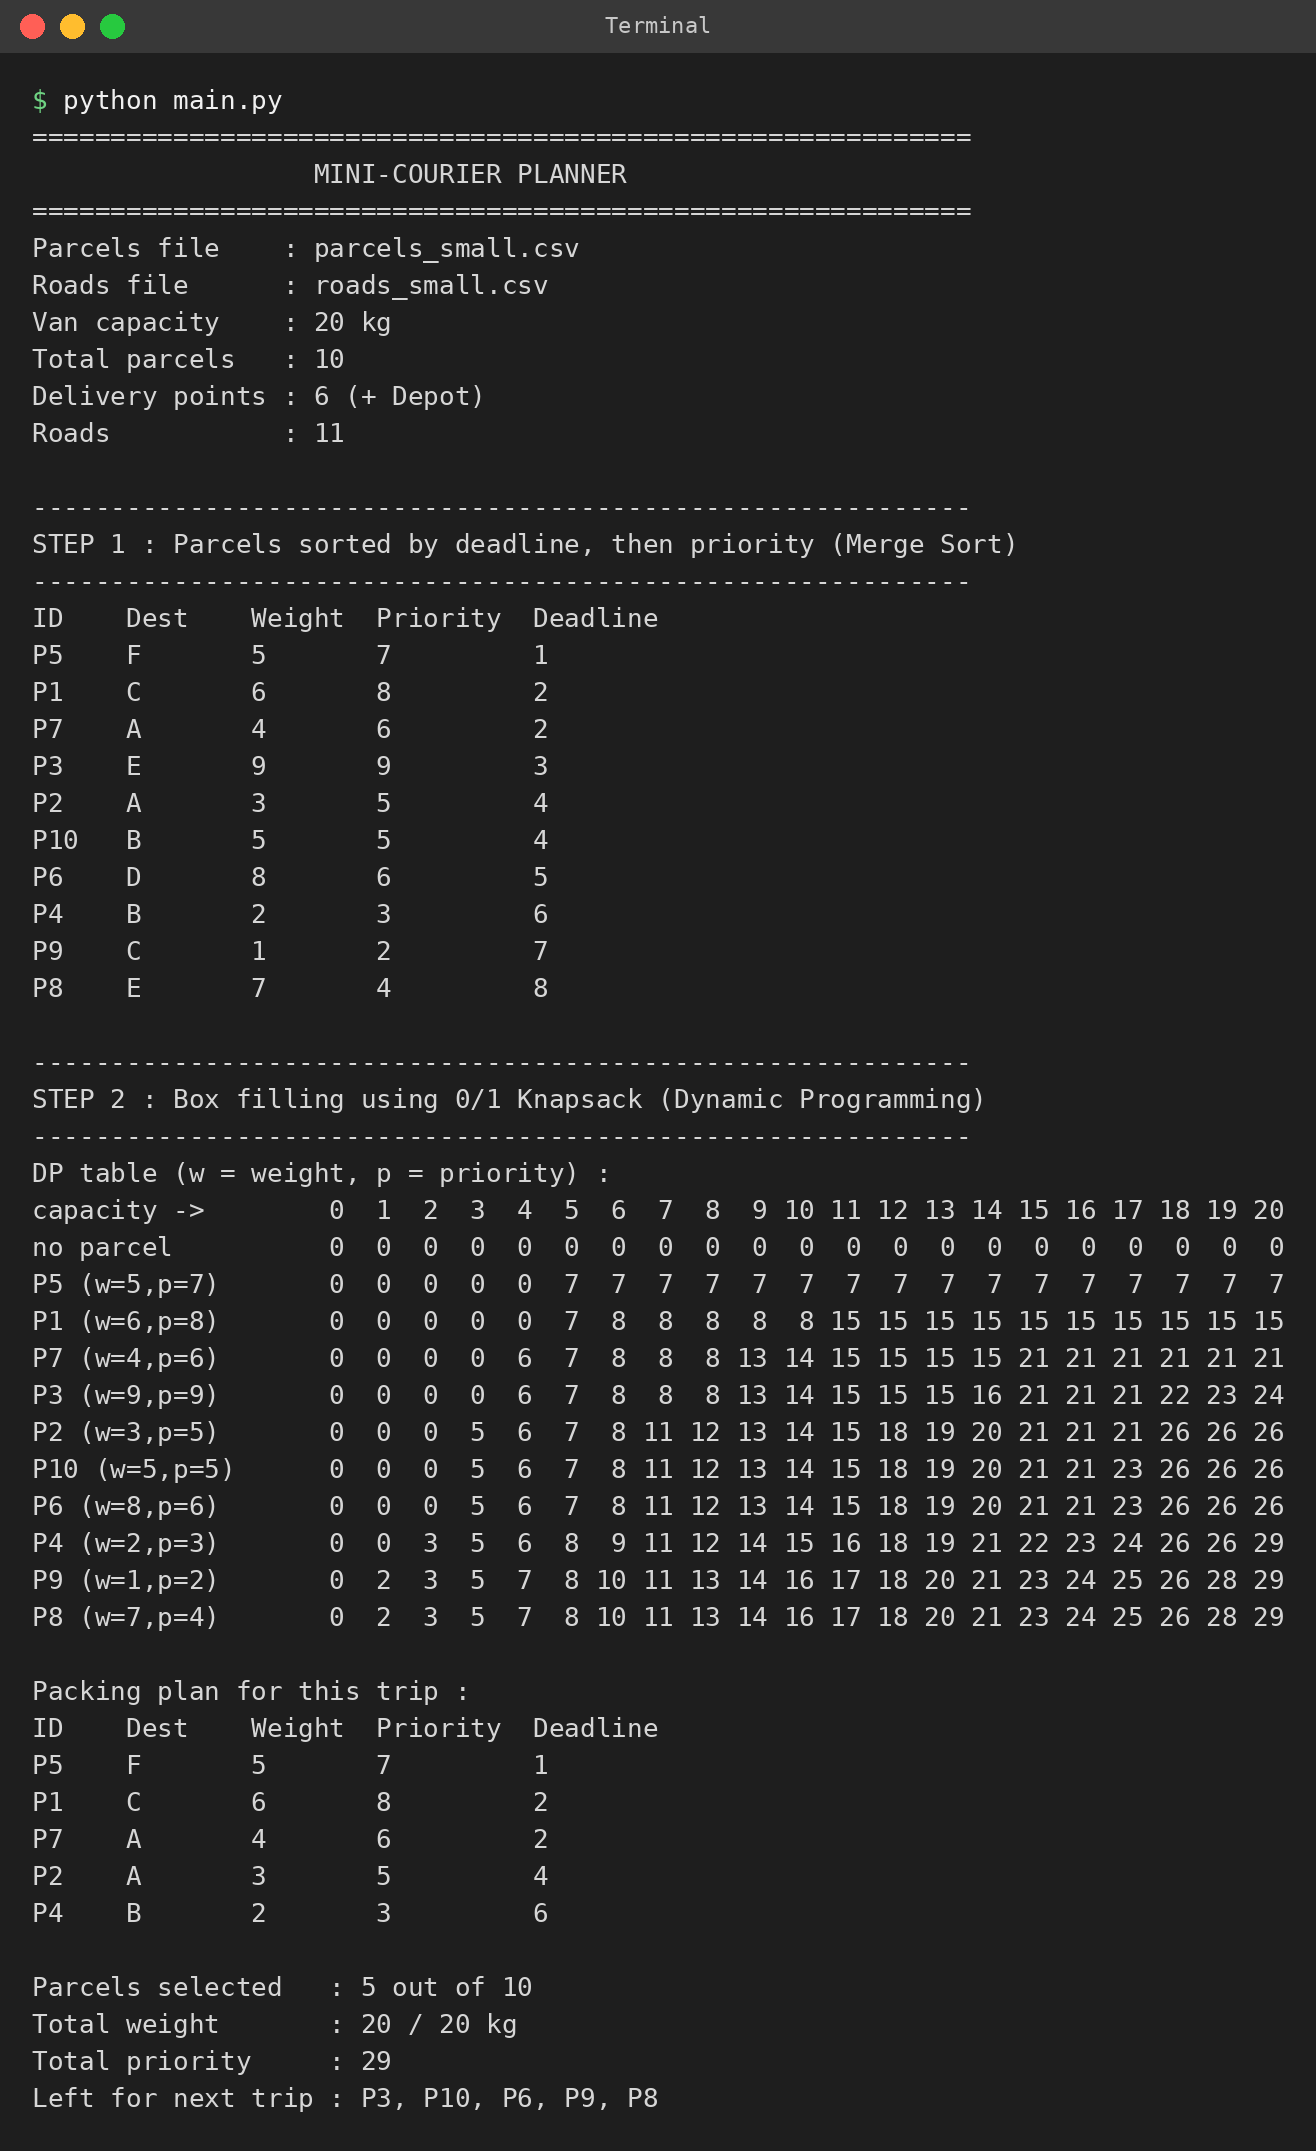 Terminal
$ python main.py
============================================================
                  MINI-COURIER PLANNER
============================================================
Parcels file    : parcels_small.csv
Roads file      : roads_small.csv
Van capacity    : 20 kg
Total parcels   : 10
Delivery points : 6 (+ Depot)
Roads           : 11

------------------------------------------------------------
STEP 1 : Parcels sorted by deadline, then priority (Merge Sort)
------------------------------------------------------------
ID    Dest    Weight  Priority  Deadline
P5    F       5       7         1
P1    C       6       8         2
P7    A       4       6         2
P3    E       9       9         3
P2    A       3       5         4
P10   B       5       5         4
P6    D       8       6         5
P4    B       2       3         6
P9    C       1       2         7
P8    E       7       4         8

------------------------------------------------------------
STEP 2 : Box filling using 0/1 Knapsack (Dynamic Programming)
------------------------------------------------------------
DP table (w = weight, p = priority) :
capacity ->        0  1  2  3  4  5  6  7  8  9 10 11 12 13 14 15 16 17 18 19 20
no parcel          0  0  0  0  0  0  0  0  0  0  0  0  0  0  0  0  0  0  0  0  0
P5 (w=5,p=7)       0  0  0  0  0  7  7  7  7  7  7  7  7  7  7  7  7  7  7  7  7
P1 (w=6,p=8)       0  0  0  0  0  7  8  8  8  8  8 15 15 15 15 15 15 15 15 15 15
P7 (w=4,p=6)       0  0  0  0  6  7  8  8  8 13 14 15 15 15 15 21 21 21 21 21 21
P3 (w=9,p=9)       0  0  0  0  6  7  8  8  8 13 14 15 15 15 16 21 21 21 22 23 24
P2 (w=3,p=5)       0  0  0  5  6  7  8 11 12 13 14 15 18 19 20 21 21 21 26 26 26
P10 (w=5,p=5)      0  0  0  5  6  7  8 11 12 13 14 15 18 19 20 21 21 23 26 26 26
P6 (w=8,p=6)       0  0  0  5  6  7  8 11 12 13 14 15 18 19 20 21 21 23 26 26 26
P4 (w=2,p=3)       0  0  3  5  6  8  9 11 12 14 15 16 18 19 21 22 23 24 26 26 29
P9 (w=1,p=2)       0  2  3  5  7  8 10 11 13 14 16 17 18 20 21 23 24 25 26 28 29
P8 (w=7,p=4)       0  2  3  5  7  8 10 11 13 14 16 17 18 20 21 23 24 25 26 28 29

Packing plan for this trip :
ID    Dest    Weight  Priority  Deadline
P5    F       5       7         1
P1    C       6       8         2
P7    A       4       6         2
P2    A       3       5         4
P4    B       2       3         6

Parcels selected   : 5 out of 10
Total weight       : 20 / 20 kg
Total priority     : 29
Left for next trip : P3, P10, P6, P9, P8